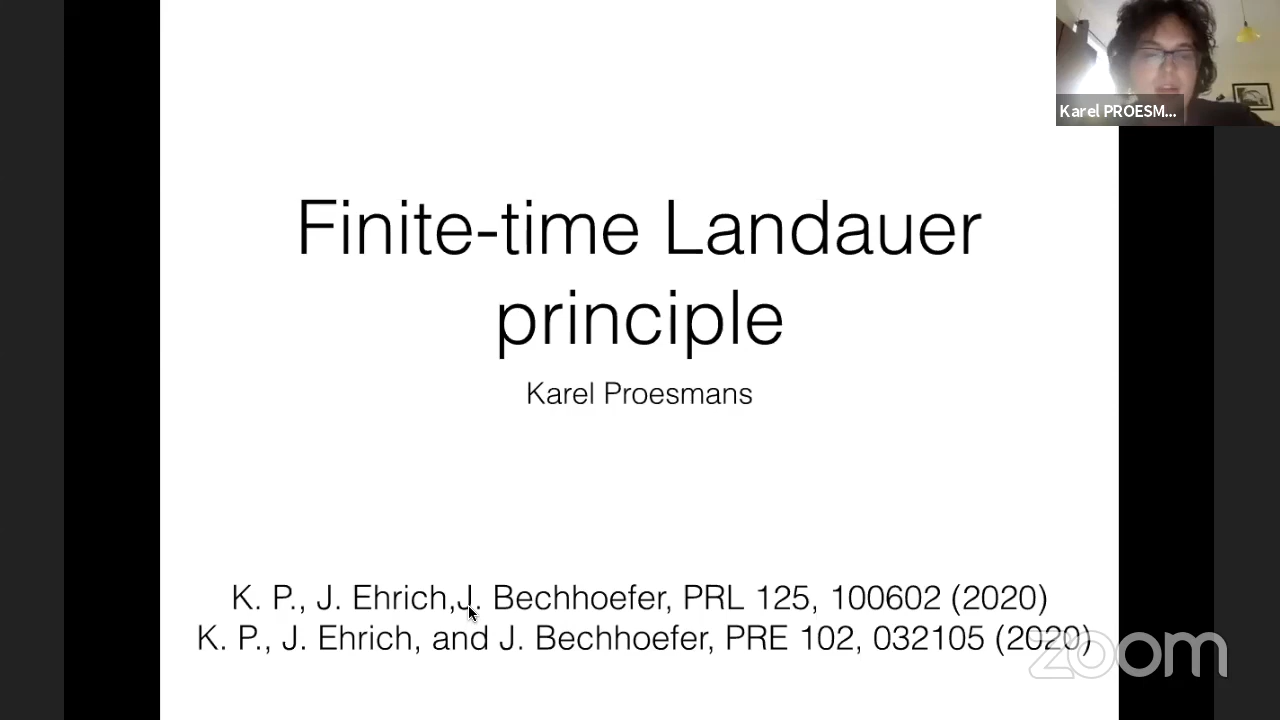 Karel PROESM...
Finite-time Landauer
principle
Karel Proesmans
K. P., J. Ehrich,J. Bechhoefer, PRL 125, 100602 (2020)
K. P., J. Ehrich, and J. Bechhoefer, PRE 102, 032105 (2020)
zoom